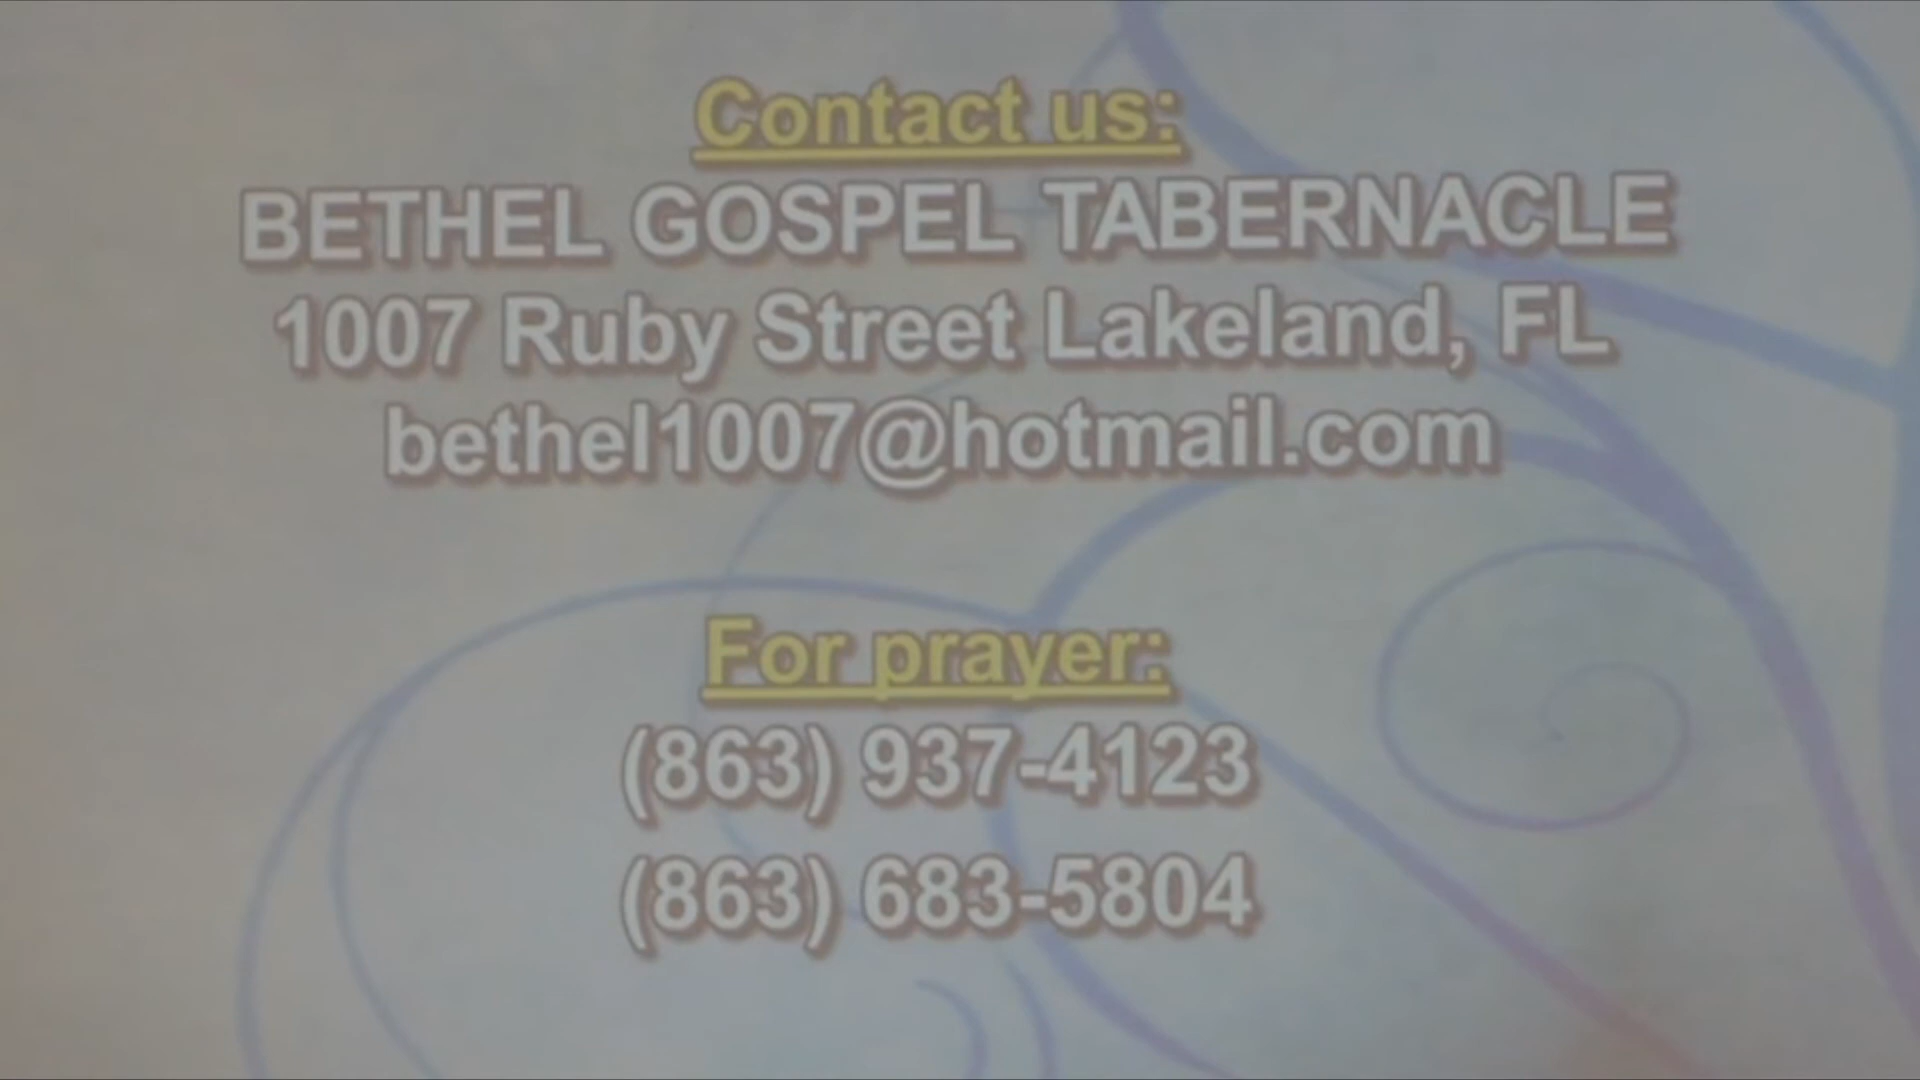 Contact us:
BETHEL GOSPEL TABERNACLE
1007 Ruby Street Lakeland, FL
bethel1007@hotmail.com
For prayer:
(863) 937-4123
(863) 683-5804